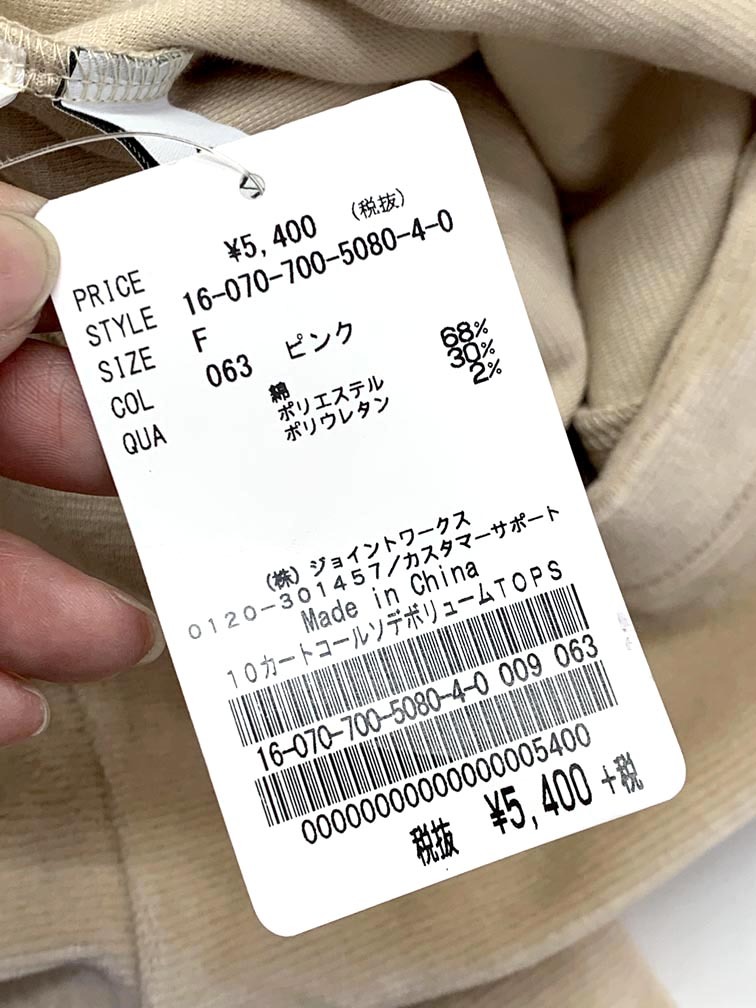 PRICE ¥5,400 (税抜)
STYLE 16-070-700-5080-4-0
SIZE F
COL 063 ピンク
QUA 綿 68%
ポリエステル 30%
ポリウレタン 2%
(株)ジョイントワークス
0120-301457/カスタマーサポート
Made in China
10カートコールソデボリュームTOPS
16-070-700-5080-4-0 009 063
00000000000000005400
税抜 ¥5,400 +税